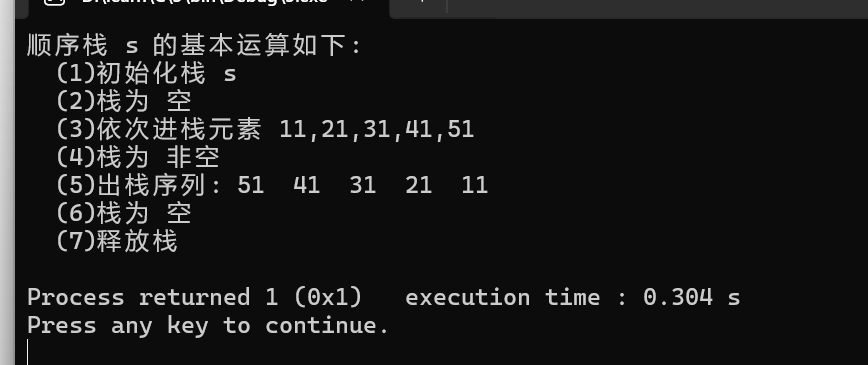 顺序栈 s 的基本运算如下:
(1)初始化栈 s
(2)栈为 空
(3)依次进栈元素 11,21,31,41,51
(4)栈为 非空
(5)出栈序列: 51  41  31  21  11
(6)栈为 空
(7)释放栈
Process returned 1 (0x1)   execution time : 0.304 s
Press any key to continue.